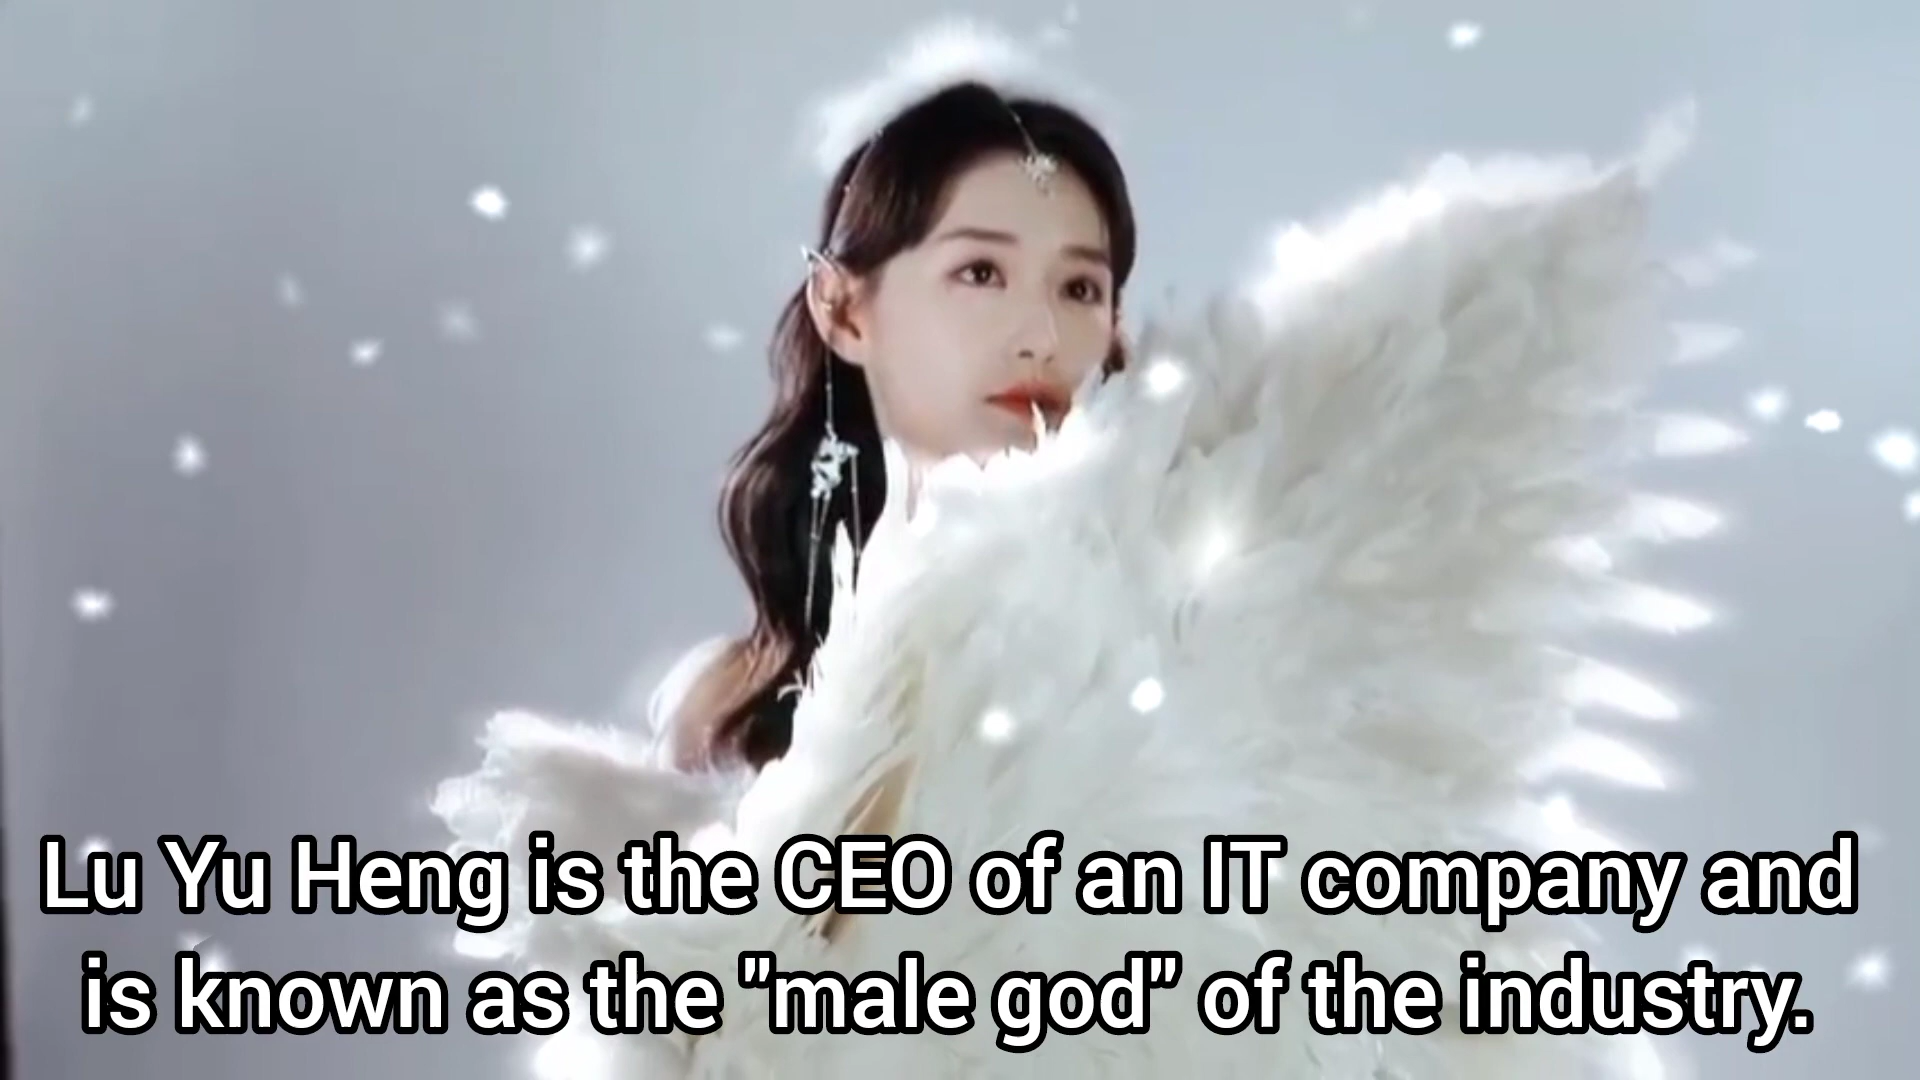 Lu Yu Heng is the CEO of an IT company and
is known as the "male god" of the industry.